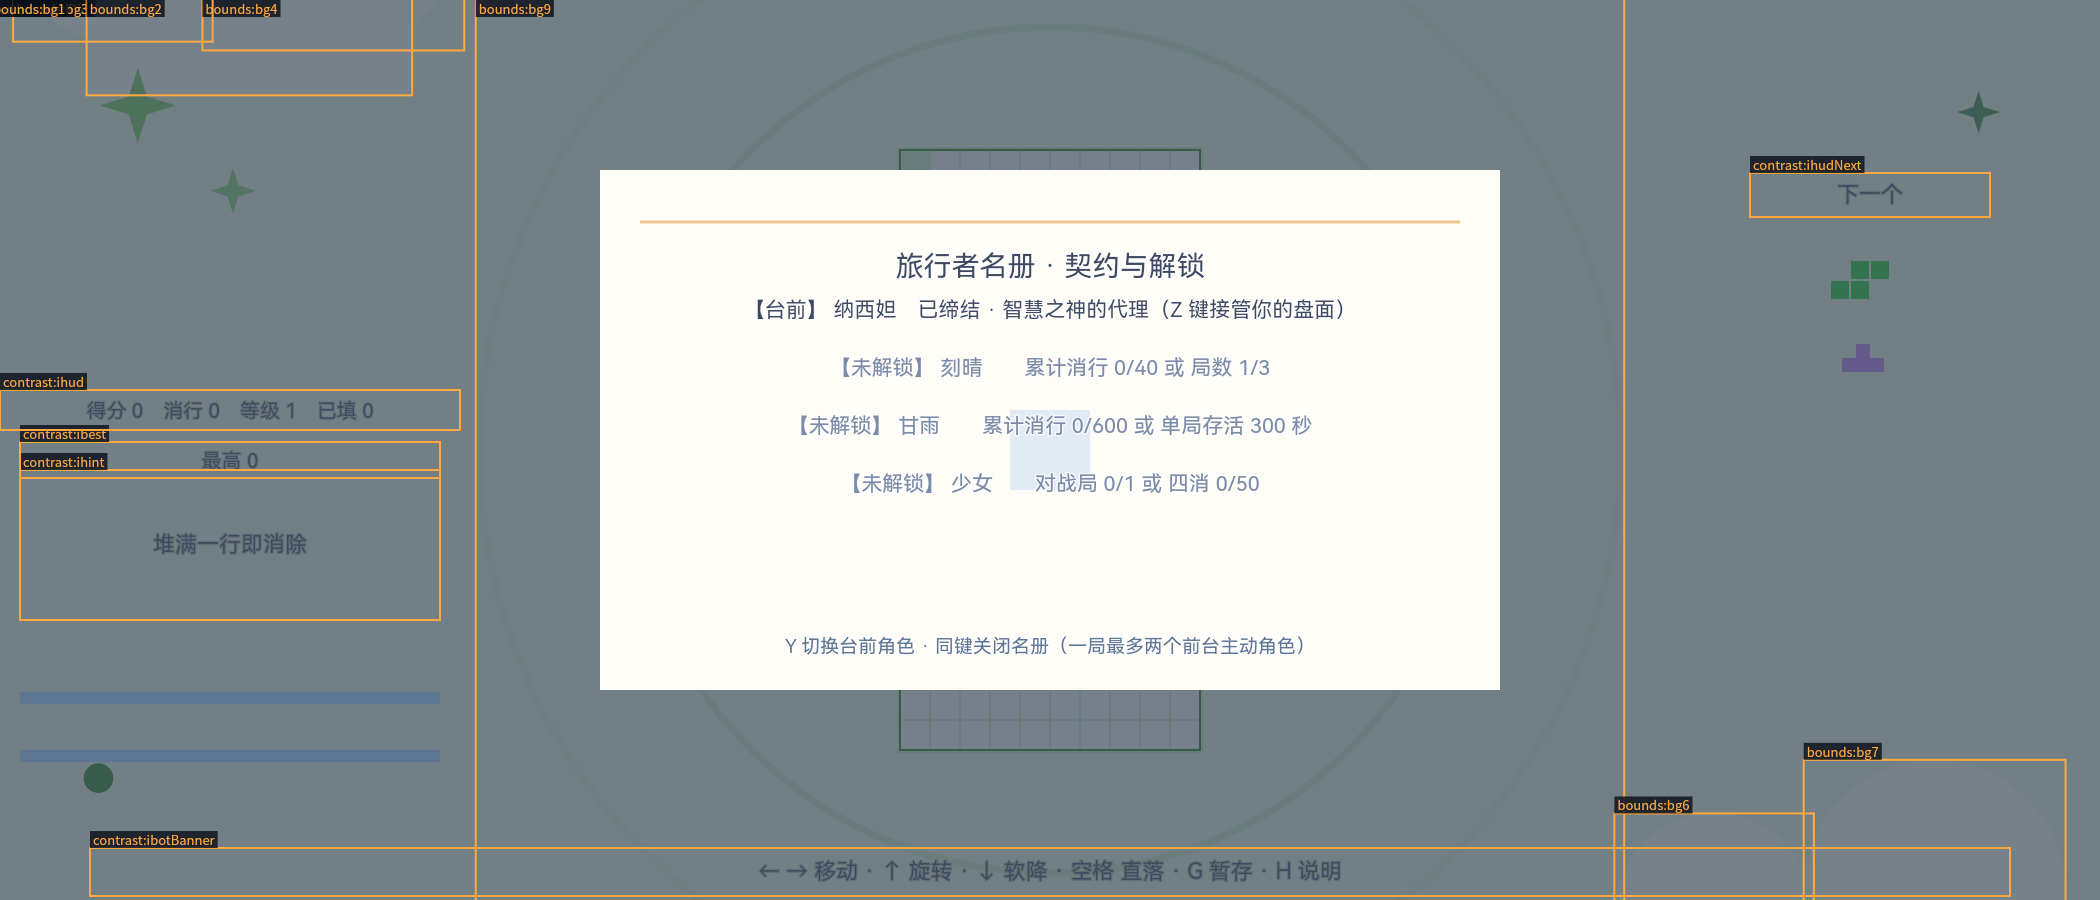 bounds:bg1
bounds:bg2
bounds:bg4
bounds:bg9
contrast:ihudNext
下一个
旅行者名册 · 契约与解锁
【台前】 纳西妲 已缔结 · 智慧之神的代理（Z 键接管你的盘面）
【未解锁】 刻晴 累计消行 0/40 或 局数 1/3
【未解锁】 甘雨 累计消行 0/600 或 单局存活 300 秒
【未解锁】 少女 对战局 0/1 或 四消 0/50
Y 切换台前角色 · 同键关闭名册（一局最多两个前台主动角色）
contrast:ihud
得分 0 消行 0 等级 1 已填 0
contrast:ibest
最高 0
contrast:ihint
堆满一行即消除
bounds:bg7
bounds:bg6
contrast:ibotBanner
← → 移动 · ↑ 旋转 · ↓ 软降 · 空格 直落 · G 暂存 · H 说明